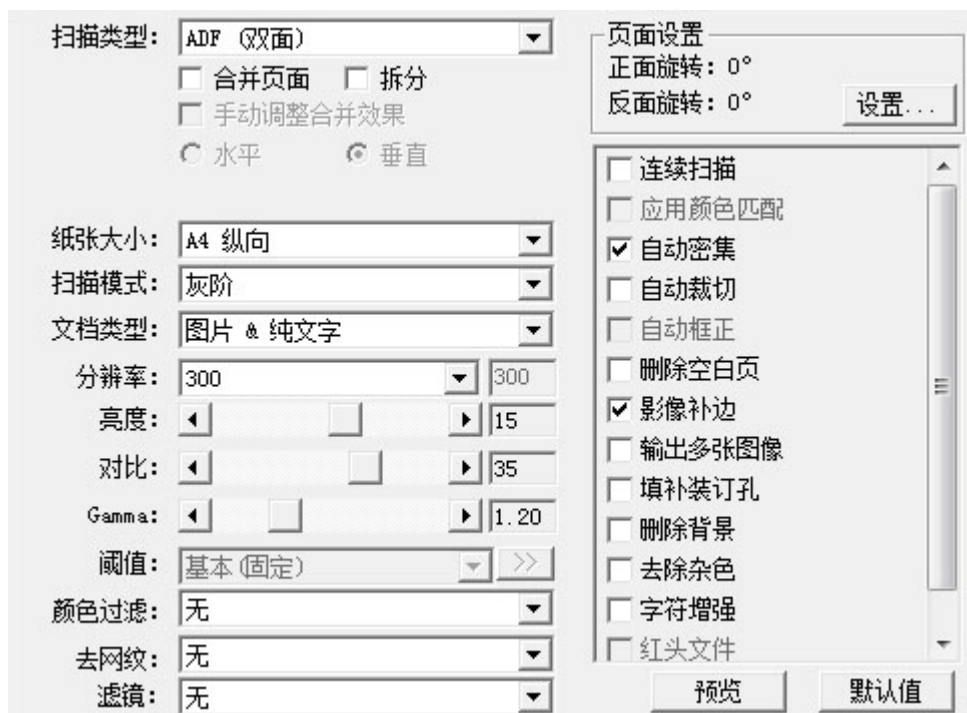 扫描类型: ADF (双面)
合并页面 拆分
手动调整合并效果
水平 垂直
纸张大小: A4 纵向
扫描模式: 灰阶
文档类型: 图片 & 纯文字
分辨率: 300 300
亮度: 15
对比: 35
Gamma: 1.20
阈值: 基本(固定) >>
颜色过滤: 无
去网纹: 无
滤镜: 无
页面设置
正面旋转: 0°
反面旋转: 0° 设置...
连续扫描
应用颜色匹配
自动密集
自动裁切
自动框正
删除空白页
影像补边
输出多张图像
填补装订孔
删除背景
去除杂色
字符增强
红头文件
预览 默认值